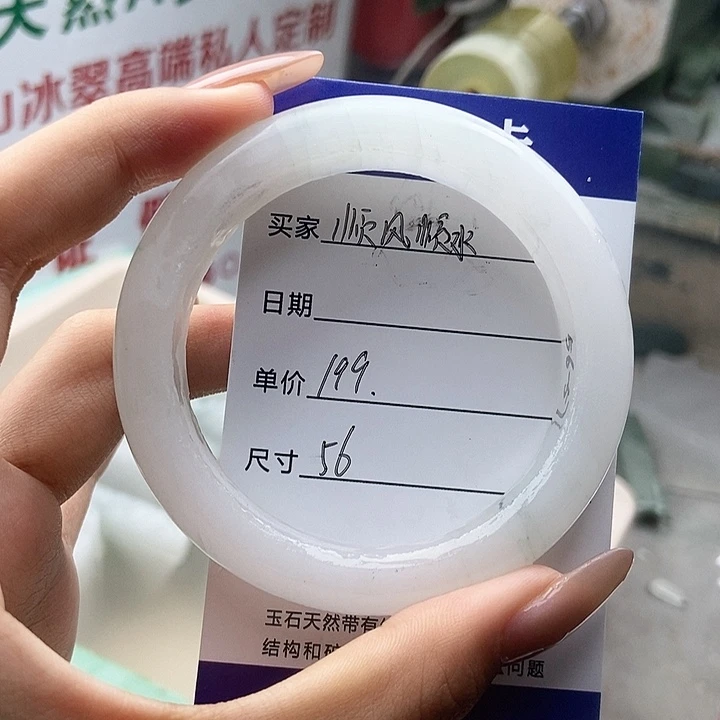 天然
冰翠高端私人定制
卡
买家 顺风顺水
日期
单价 199.
尺寸 56
玉石天然带有
结构和
问题